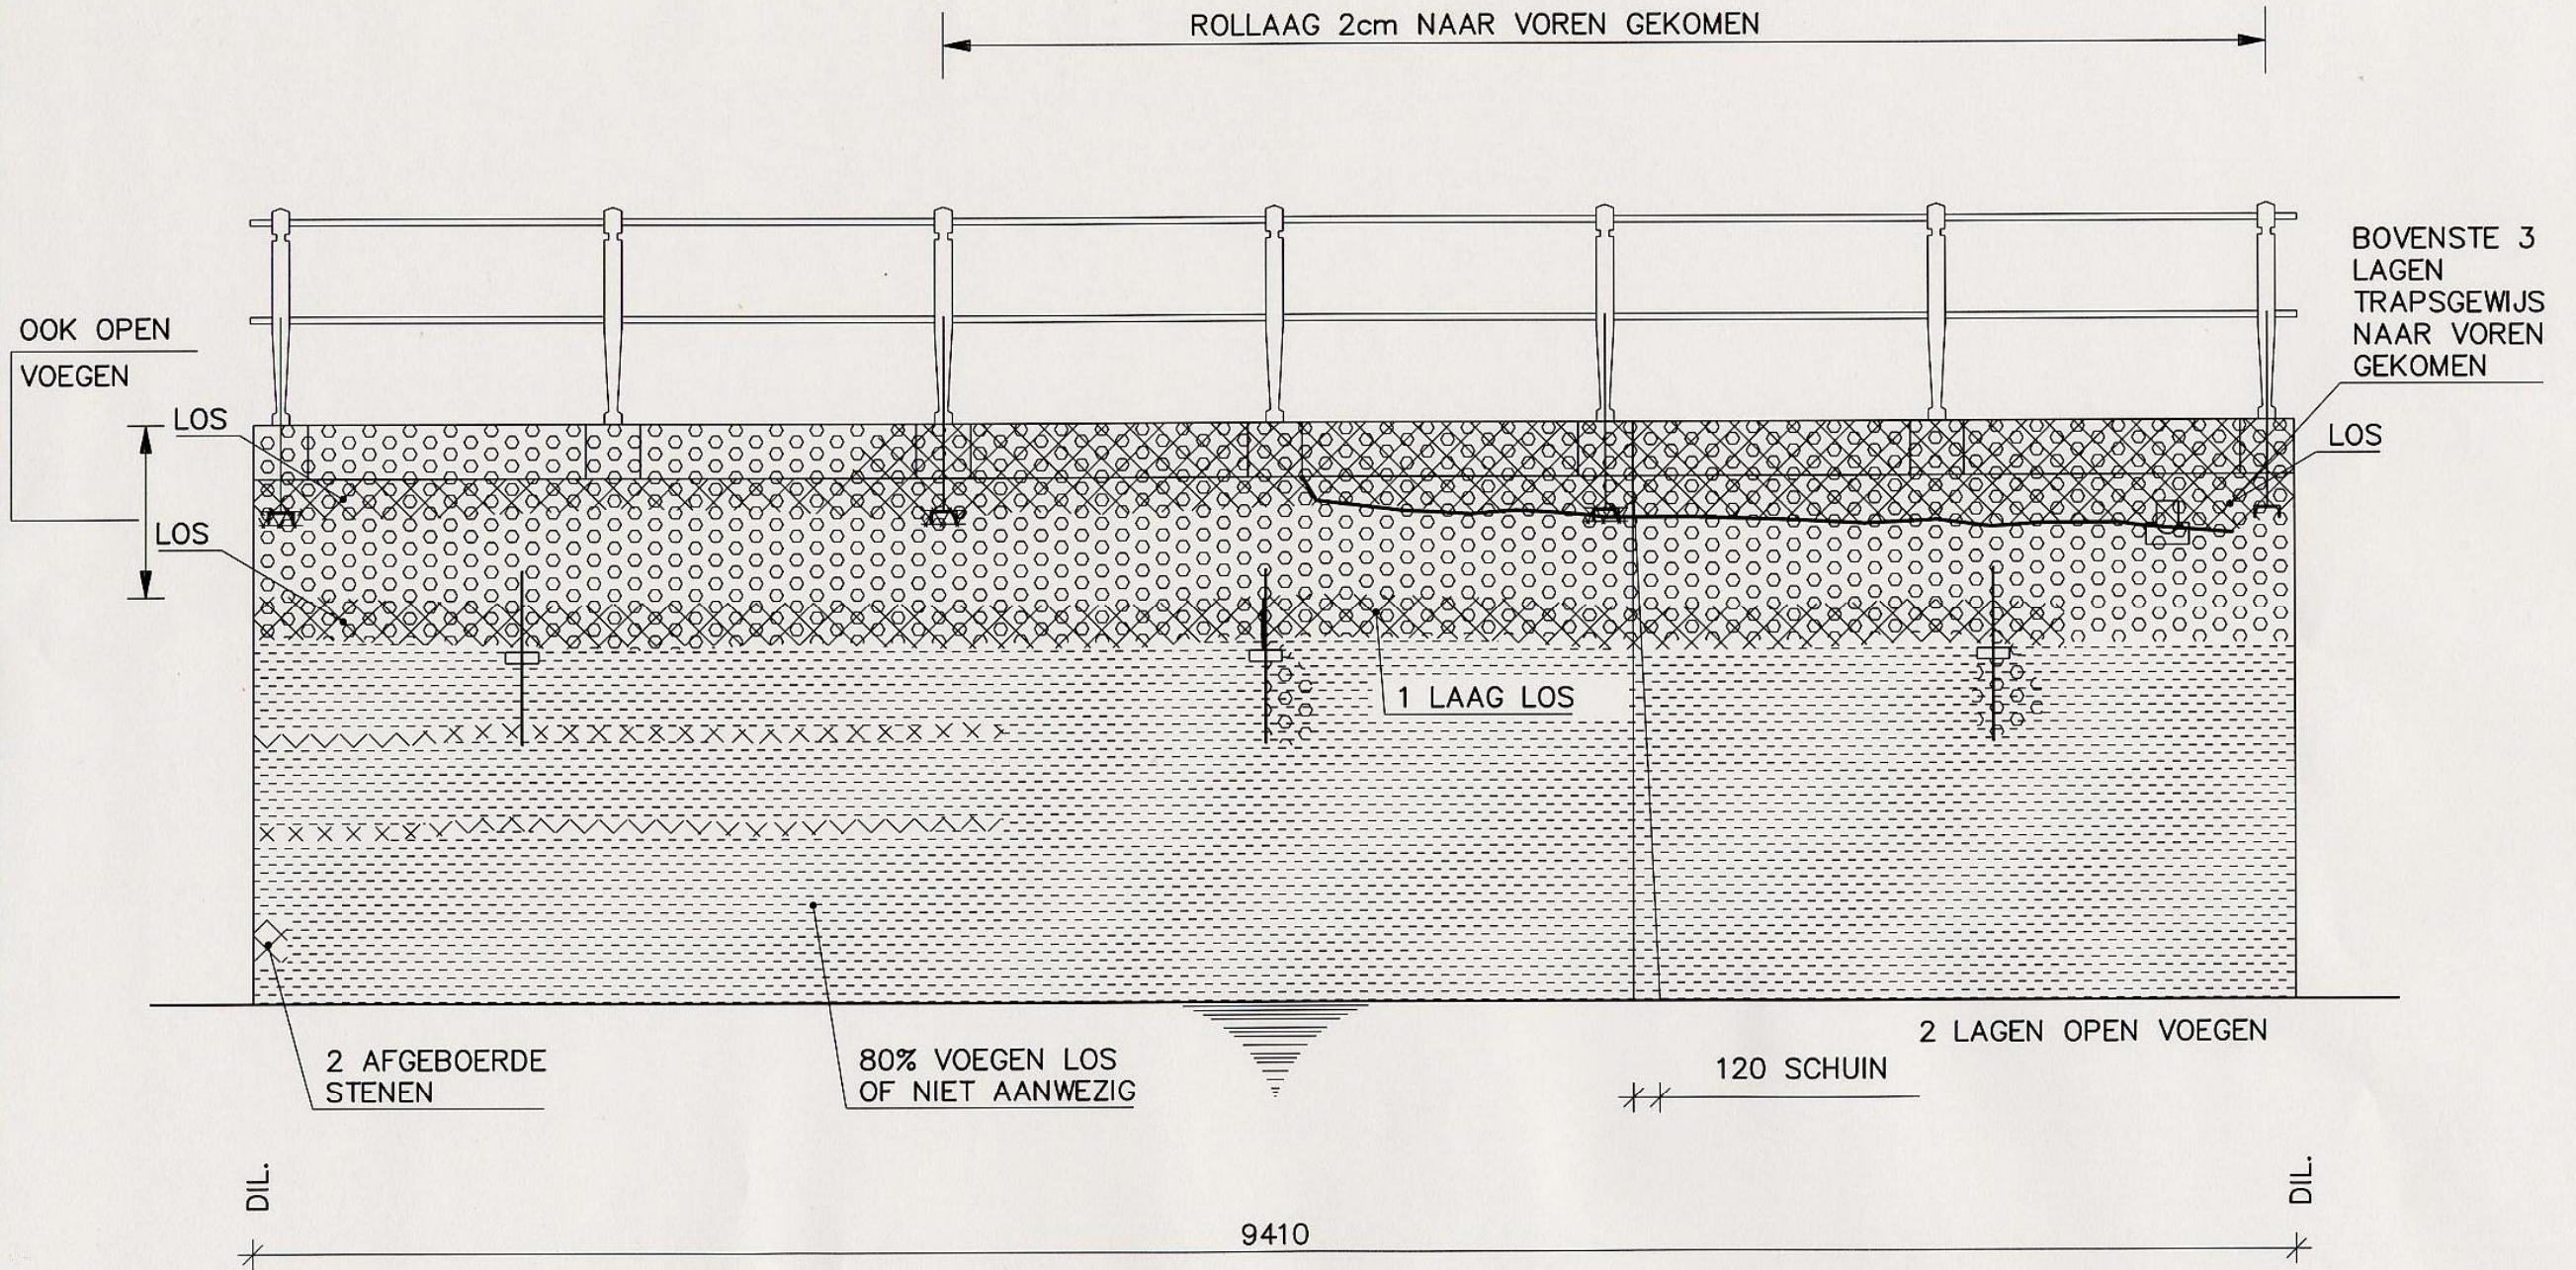 ROLLAAG 2cm NAAR VOREN GEKOMEN
BOVENSTE 3
LAGEN
TRAPSGEWIJS
NAAR VOREN
GEKOMEN
OOK OPEN
VOEGEN
LOS
LOS
LOS
1 LAAG LOS
2 LAGEN OPEN VOEGEN
2 AFGEBOERDE
STENEN
80% VOEGEN LOS
OF NIET AANWEZIG
120 SCHUIN
DIL.
DIL.
9410